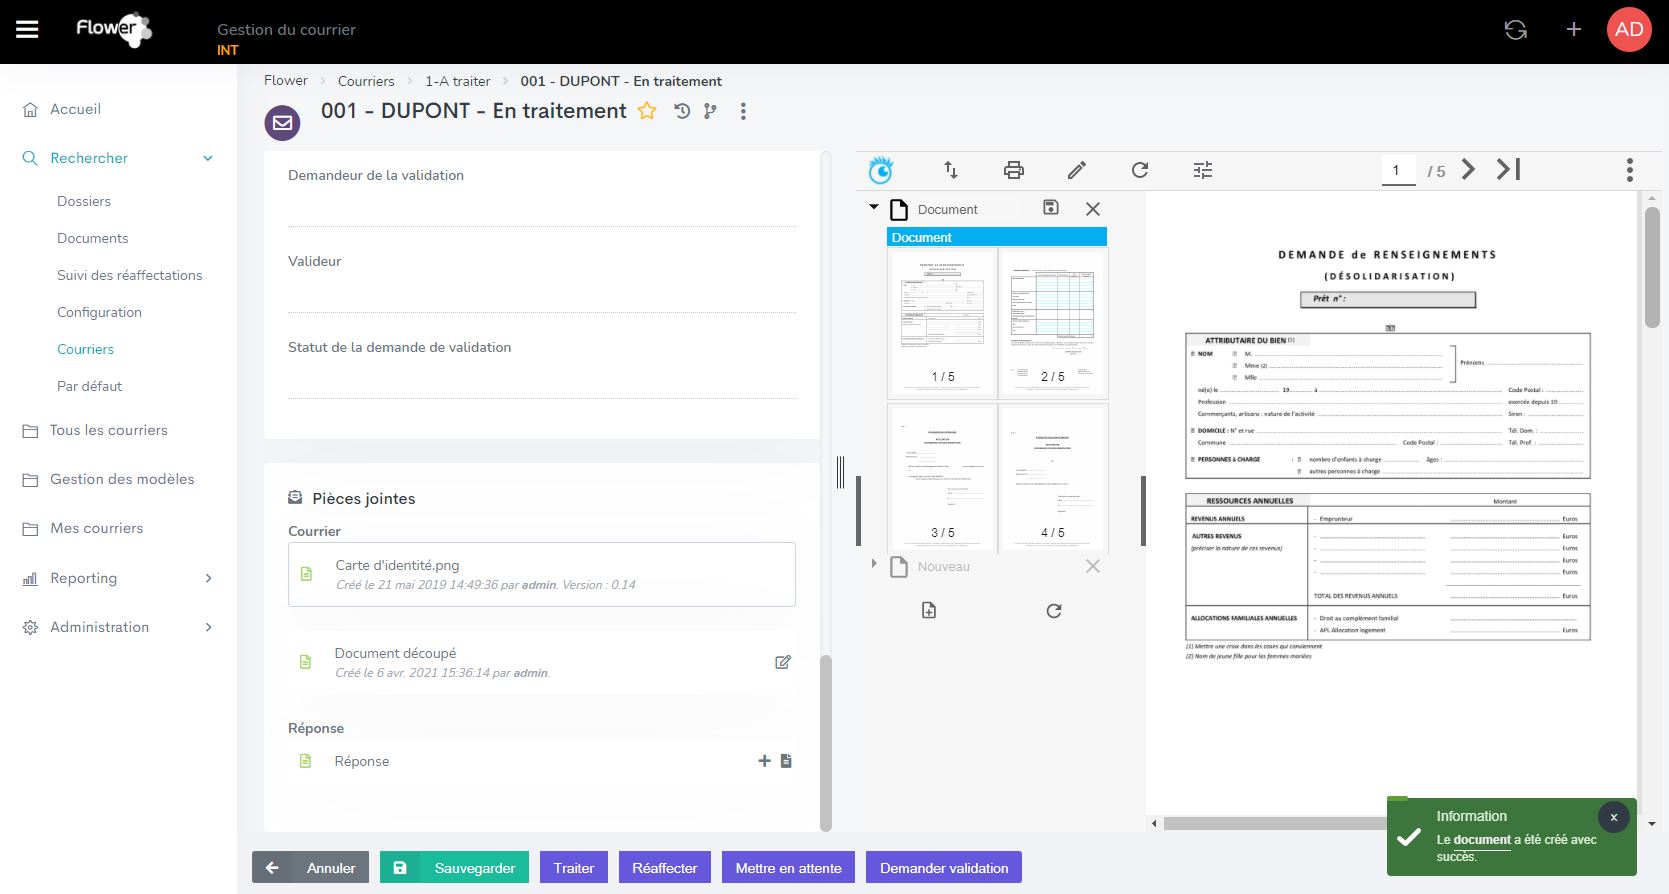 Flower
Gestion du courrier
INT
AD
Accueil
Rechercher
Dossiers
Documents
Suivi des réaffectations
Configuration
Courriers
Par défaut
Tous les courriers
Gestion des modèles
Mes courriers
Reporting
Administration
Flower > Courriers > 1-A traiter > 001 - DUPONT - En traitement
001 - DUPONT - En traitement
Demandeur de la validation
Valideur
Statut de la demande de validation
Pièces jointes
Courrier
Carte d'identité.png
Créé le 21 mai 2019 14:49:36 par admin. Version : 0.14
Document découpé
Créé le 6 avr. 2021 15:36:14 par admin.
Réponse
Réponse
1 / 5
Document
Document
1 / 5
2 / 5
3 / 5
4 / 5
Nouveau
DEMANDE de RENSEIGNEMENTS
(DÉSOLIDARISATION)
Prêt n° :
ATTRIBUTAIRE DU BIEN (1)
NOM M.
Mme (2)
Mlle
Prénoms
né(e) le 19 à Code Postal :
Profession exercée depuis 19
Commerçants, artisans : nature de l'activité Siren :
DOMICILE : N° et rue Tél. Dom. :
Commune Code Postal : Tél. Prof. :
PERSONNES à CHARGE : nombre d'enfants à charge âges :
autres personnes à charge
RESSOURCES ANNUELLES Montant
REVENUS ANNUELS - Emprunteur Euros
AUTRES REVENUS - Euros
(préciser la nature de ces revenus) - Euros
- Euros
- Euros
TOTAL DES REVENUS ANNUELS Euros
ALLOCATIONS FAMILIALES ANNUELLES - Droit au complément familial
- APL Allocation logement Euros
(1) Mettre une croix dans les cases qui conviennent
(2) Nom de jeune fille pour les femmes mariées
Information
Le document a été créé avec
succès.
Annuler
Sauvegarder
Traiter
Réaffecter
Mettre en attente
Demander validation